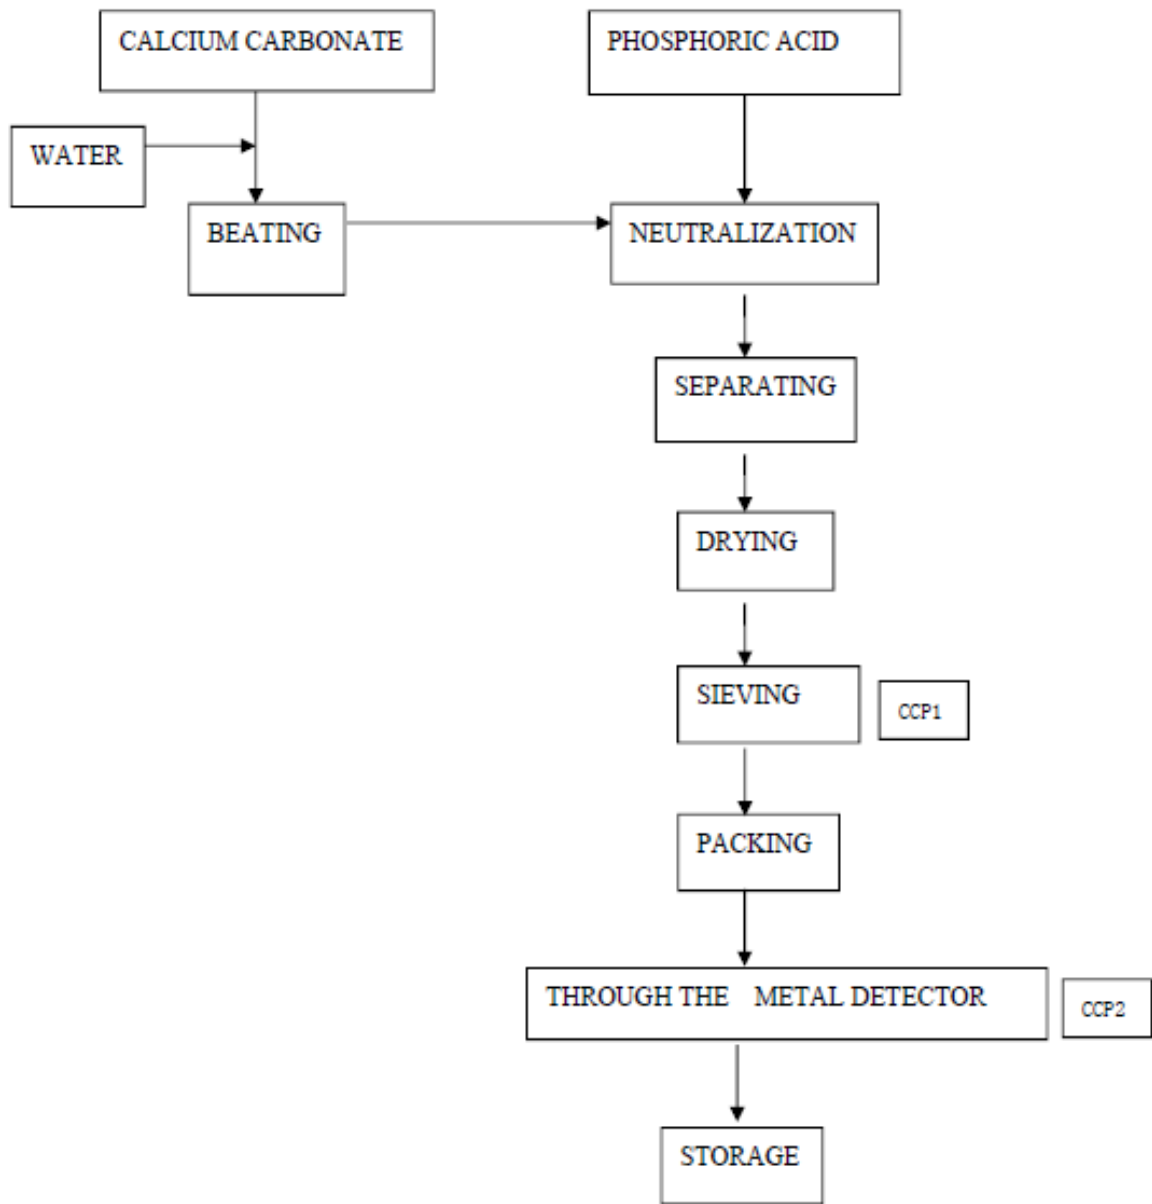 CALCIUM CARBONATE
PHOSPHORIC ACID
WATER
BEATING
NEUTRALIZATION
SEPARATING
DRYING
SIEVING
CCP1
PACKING
THROUGH THE METAL DETECTOR
CCP2
STORAGE